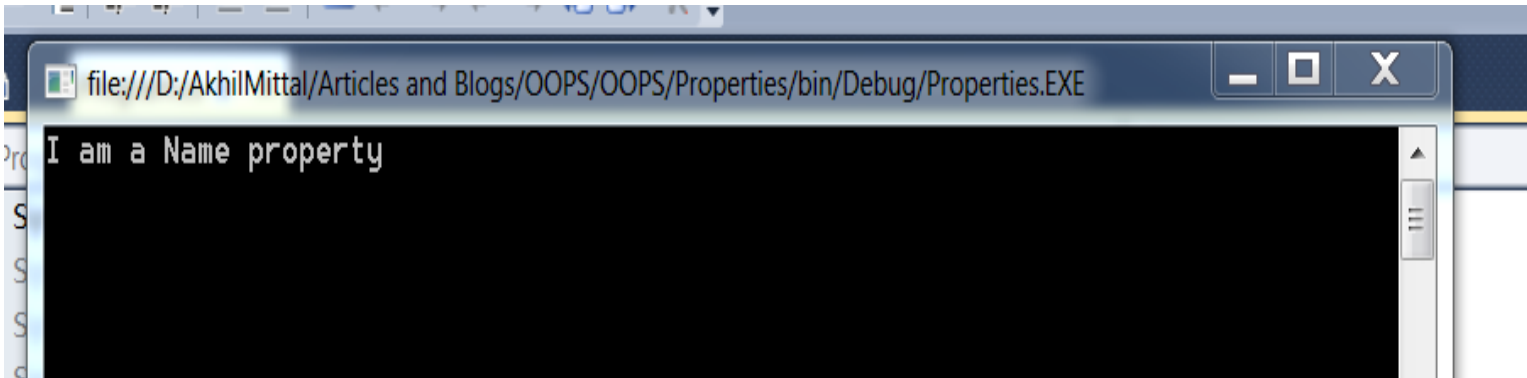 file:///D:/AkhilMittal/Articles and Blogs/OOPS/OOPS/Properties/bin/Debug/Properties.EXE
I am a Name property